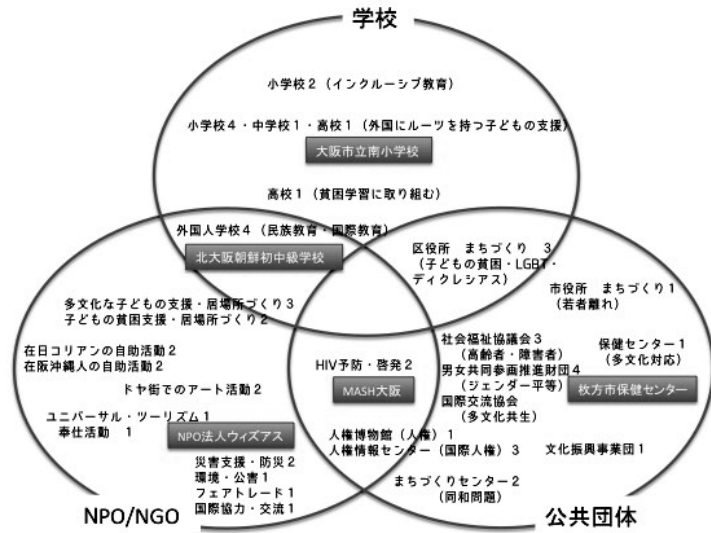 学校
小学校２（インクルーシブ教育）
小学校４・中学校１・高校１（外国にルーツを持つ子どもの支援）
大阪市立南小学校
高校１（貧困学習に取り組む）
外国人学校４（民族教育・国際教育）
北大阪朝鮮初中級学校
区役所　まちづくり　３
（子どもの貧困・LGBT・
ディクレシアス）
市役所　まちづくり１
（若者離れ）
多文化な子どもの支援・居場所づくり３
子どもの貧困支援・居場所づくり２
在日コリアンの自助活動２
在阪沖縄人の自助活動２
ドヤ街でのアート活動２
ユニバーサル・ツーリズム１
奉仕活動　１
NPO法人ウィズアス
災害支援・防災２
環境・公害１
フェアトレード１
国際協力・交流１
HIV予防・啓発２
MASH大阪
社会福祉協議会３
（高齢者・障害者）
男女共同参画推進財団４
（ジェンダー平等）
国際交流協会
（多文化共生）
保健センター１
（多文化対応）
枚方市保健センター
人権博物館（人権）１
人権情報センター（国際人権）３
文化振興事業団１
まちづくりセンター２
（同和問題）
NPO/NGO
公共団体